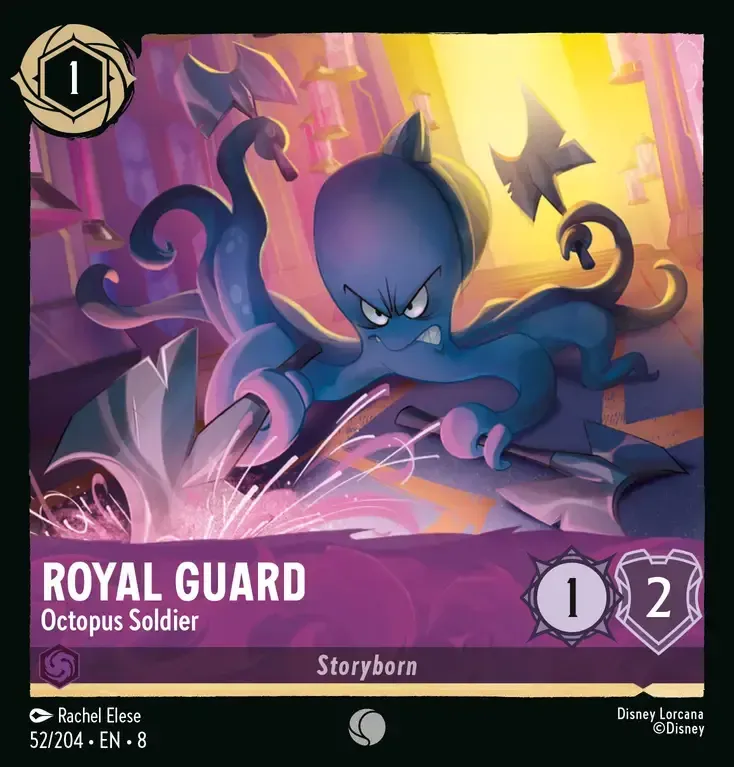 1
ROYAL GUARD
Octopus Soldier
1
2
Storyborn
Rachel Elese
Disney Lorcana
52/204 • EN • 8
©Disney